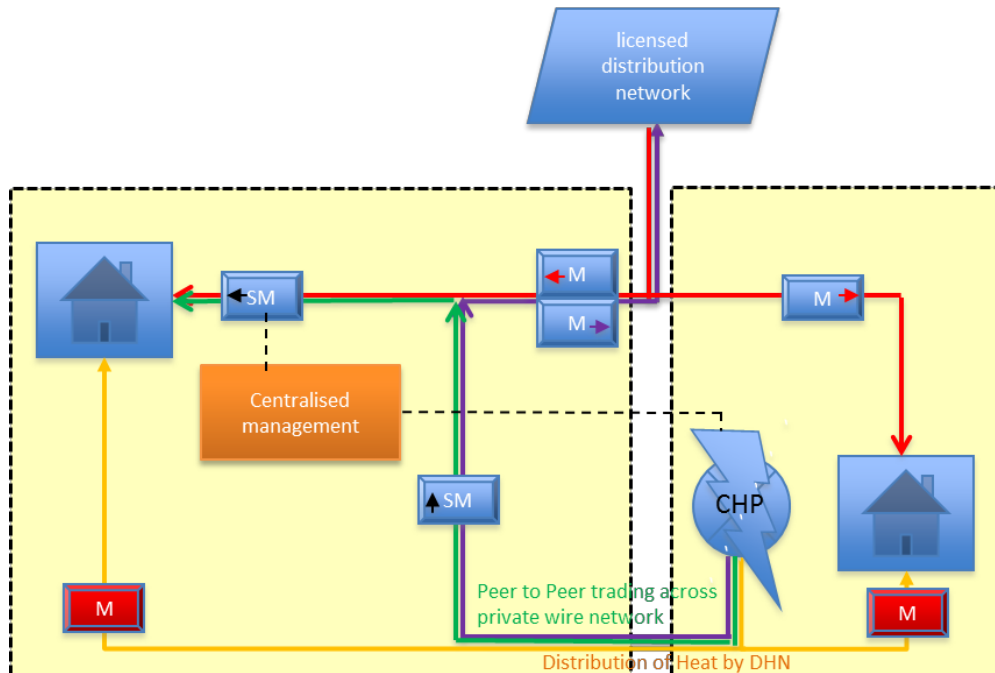 licensed
distribution
network
M
SM
M
M
Centralised
management
SM
CHP
Peer to Peer trading across
private wire network
M
M
Distribution of Heat by DHN